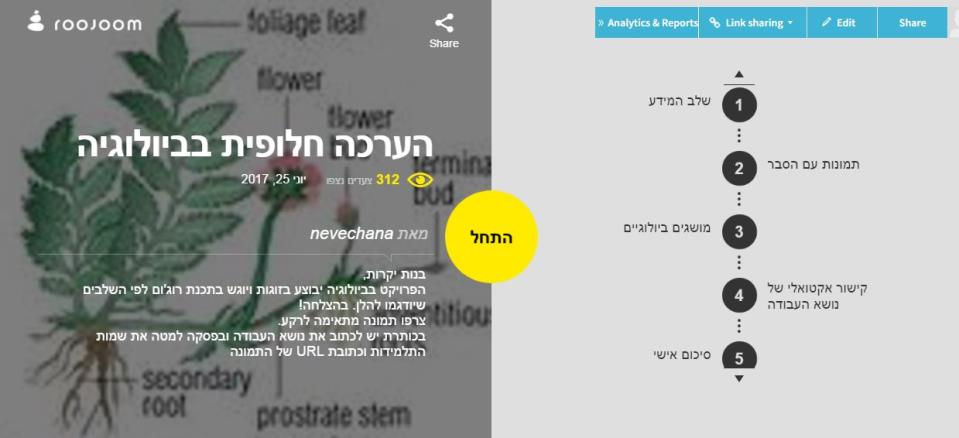 roojoom
Share
» Analytics & Reports
Link sharing
Edit
Share
foliage leaf
flower
flower
termina
bud
הערכה חלופית בביולוגיה
312 צעדים נצפו
יוני 25, 2017
מאת nevechana
התחל
בנות יקרות,
הפרויקט בביולוגיה יבוצע בזוגות ויוגש בתכנת רוג'ום לפי השלבים
שיודגמו להלן. בהצלחה!
צרפו תמונה מתאימה לרקע.
בכותרת יש לכתוב את נושא העבודה ובפסקה למטה את שמות
התלמידות וכתובת URL של התמונה
secondary
root
prostrate stem
1 שלב המידע
2 תמונות עם הסבר
3 מושגים ביולוגיים
4 קישור אקטואלי של
נושא העבודה
5 סיכום אישי